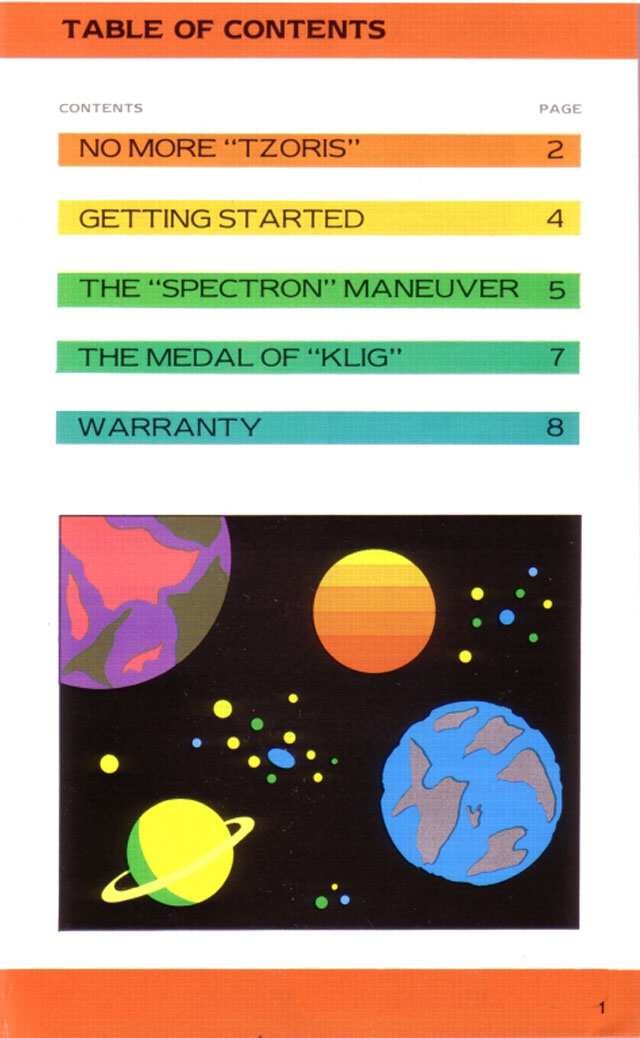 TABLE OF CONTENTS
CONTENTS PAGE
NO MORE “TZORIS” 2
GETTING STARTED 4
THE “SPECTRON” MANEUVER 5
THE MEDAL OF “KLIG” 7
WARRANTY 8
1